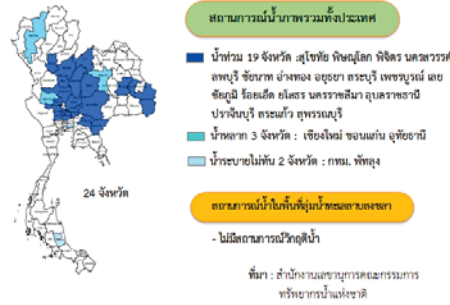 สถานการณ์น้ำภาพรวมทั้งประเทศ
น้ำท่วม 19 จังหวัด :สุโขทัย พิษณุโลก พิจิตร นครสวรรค์
ลพบุรี ชัยนาท อ่างทอง อยุธยา สระบุรี เพชรบูรณ์ เลย
ชัยภูมิ ร้อยเอ็ด ยโสธร นครราชสีมา อุบลราชธานี
ปราจีนบุรี สระแก้ว สุพรรณบุรี
น้ำหลาก 3 จังหวัด : เชียงใหม่ ขอนแก่น อุทัยธานี
น้ำระบายไม่ทัน 2 จังหวัด : กทม. พัทลุง
24 จังหวัด
สถานการณ์น้ำในพื้นที่ลุ่มน้ำทะเลสาบสงขลา
- ไม่มีสถานการณ์วิกฤติน้ำ
ที่มา : สำนักงานเลขานุการคณะกรรมการ
ทรัพยากรน้ำแห่งชาติ